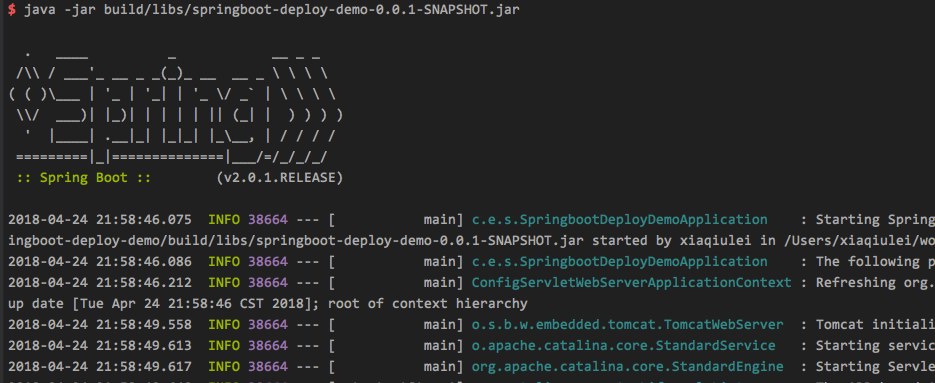 $ java -jar build/libs/springboot-deploy-demo-0.0.1-SNAPSHOT.jar
  .   ____          _            __ _ _
 /\\ / ___'_ __ _ _(_)_ __  __ _ \ \ \ \
( ( )\___ | '_ | '_| | '_ \/ _` | \ \ \ \
 \\/  ___)| |_)| | | | | || (_| |  ) ) ) )
  '  |____| .__|_| |_|_| |_\__, | / / / /
 =========|_|==============|___/=/_/_/_/
 :: Spring Boot ::        (v2.0.1.RELEASE)
2018-04-24 21:58:46.075  INFO 38664 --- [           main] c.e.s.SpringbootDeployDemoApplication    : Starting Spring
ingboot-deploy-demo/build/libs/springboot-deploy-demo-0.0.1-SNAPSHOT.jar started by xiaqiulei in /Users/xiaqiulei/wo
2018-04-24 21:58:46.086  INFO 38664 --- [           main] c.e.s.SpringbootDeployDemoApplication    : The following p
2018-04-24 21:58:46.212  INFO 38664 --- [           main] ConfigServletWebServerApplicationContext : Refreshing org.
up date [Tue Apr 24 21:58:46 CST 2018]; root of context hierarchy
2018-04-24 21:58:49.558  INFO 38664 --- [           main] o.s.b.w.embedded.tomcat.TomcatWebServer  : Tomcat initiali
2018-04-24 21:58:49.613  INFO 38664 --- [           main] o.apache.catalina.core.StandardService   : Starting servic
2018-04-24 21:58:49.617  INFO 38664 --- [           main] org.apache.catalina.core.StandardEngine  : Starting Servle